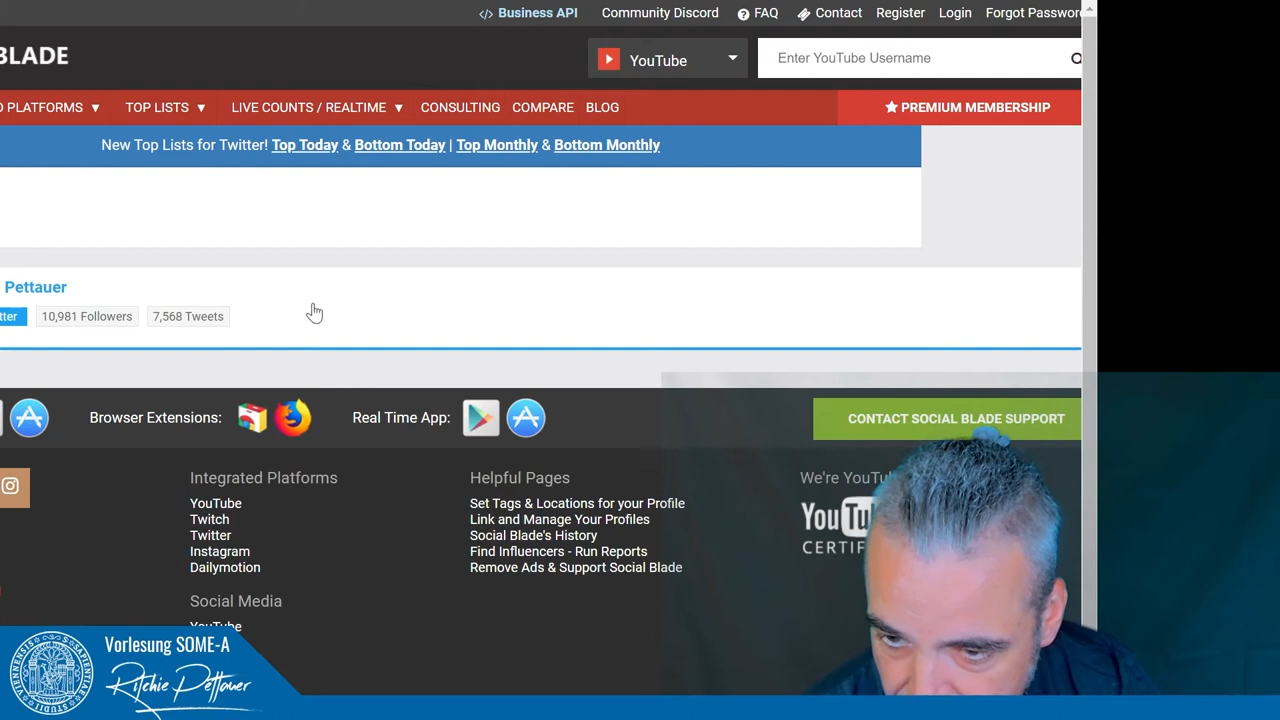 Business API Community Discord FAQ Contact Register Login Forgot Passwor
BLADE
YouTube
Enter YouTube Username
PLATFORMS TOP LISTS LIVE COUNTS / REALTIME CONSULTING COMPARE BLOG PREMIUM MEMBERSHIP
New Top Lists for Twitter! Top Today & Bottom Today | Top Monthly & Bottom Monthly
Pettauer
tter 10,981 Followers 7,568 Tweets
Browser Extensions: Real Time App: CONTACT SOCIAL BLADE SUPPORT
Integrated Platforms
YouTube
Twitch
Twitter
Instagram
Dailymotion
Social Media
YouTube
Helpful Pages
Set Tags & Locations for your Profile
Link and Manage Your Profiles
Social Blade's History
Find Influencers - Run Reports
Remove Ads & Support Social Blade
We're YouTu
YouTu
CERTIF
Vorlesung SOME-A
Ritchie Pettauer